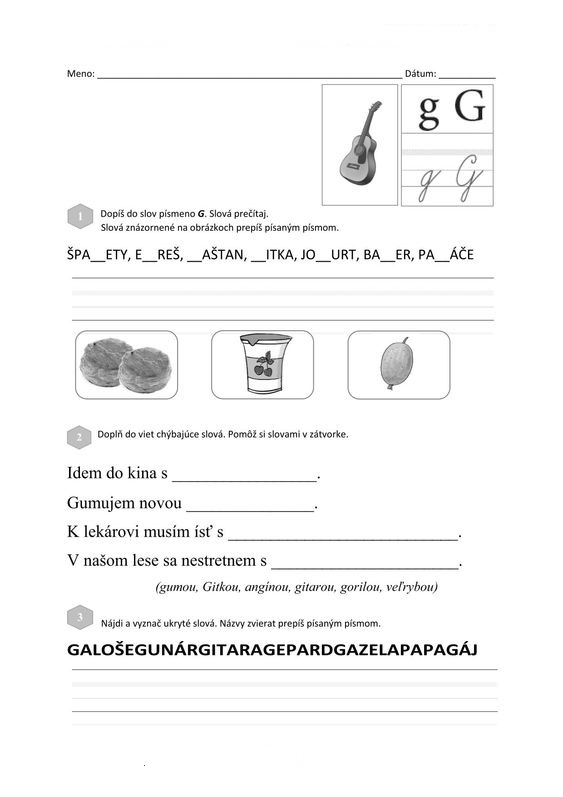 Meno: ________________________ Dátum: __________
g G
g G
1 Dopíš do slov písmeno G. Slová prečítaj.
Slová znázornené na obrázkoch prepíš písaným písmom.
ŠPA__ETY, E__REŠ, __AŠTAN, __ITKA, JO__URT, BA__ER, PA__ÁČE
2 Doplň do viet chýbajúce slová. Pomôž si slovami v zátvorke.
Idem do kina s ________________.
Gumujem novou ______________.
K lekárovi musím ísť s _________________________.
V našom lese sa nestretnem s ____________________.
(gumou, Gitkou, angínou, gitarou, gorilou, veľrybou)
3 Nájdi a vyznač ukryté slová. Názvy zvierat prepíš písaným písmom.
GALOŠEGUNÁRGITARAGEPARDGAZELAPAPAGÁJ